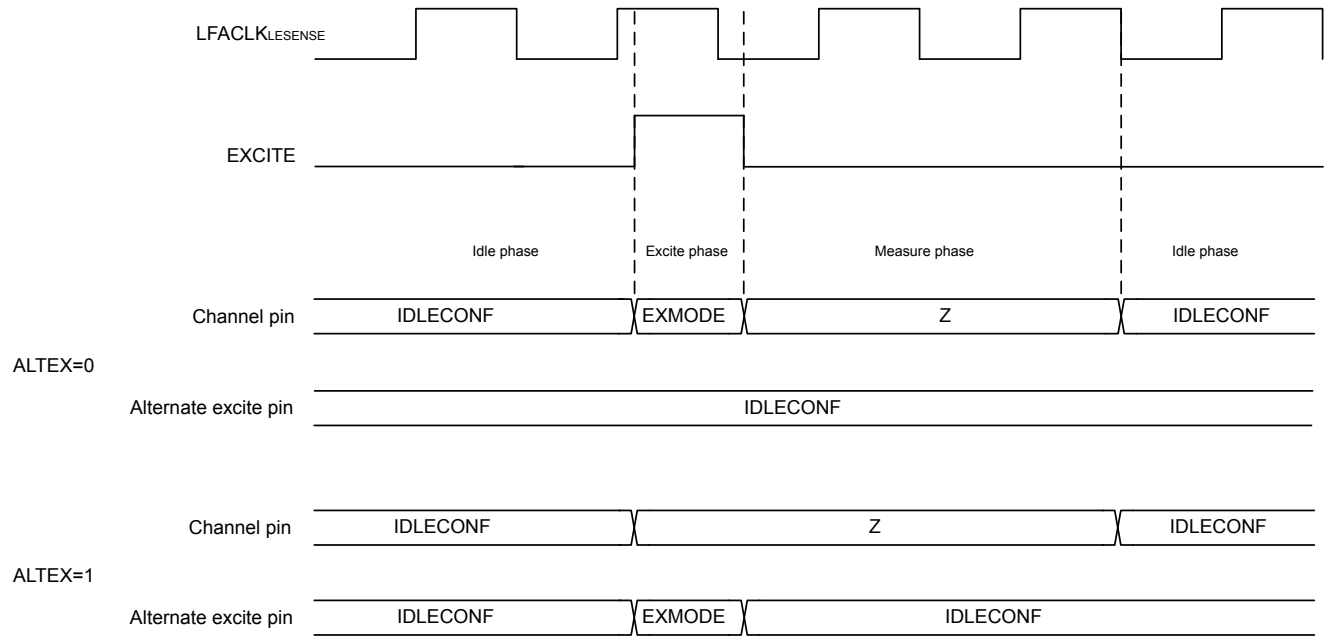 LFACLKLESENSE
EXCITE
Idle phase Excite phase Measure phase Idle phase
Channel pin IDLECONF EXMODE Z IDLECONF
ALTEX=0
Alternate excite pin IDLECONF
Channel pin IDLECONF Z IDLECONF
ALTEX=1
Alternate excite pin IDLECONF EXMODE IDLECONF